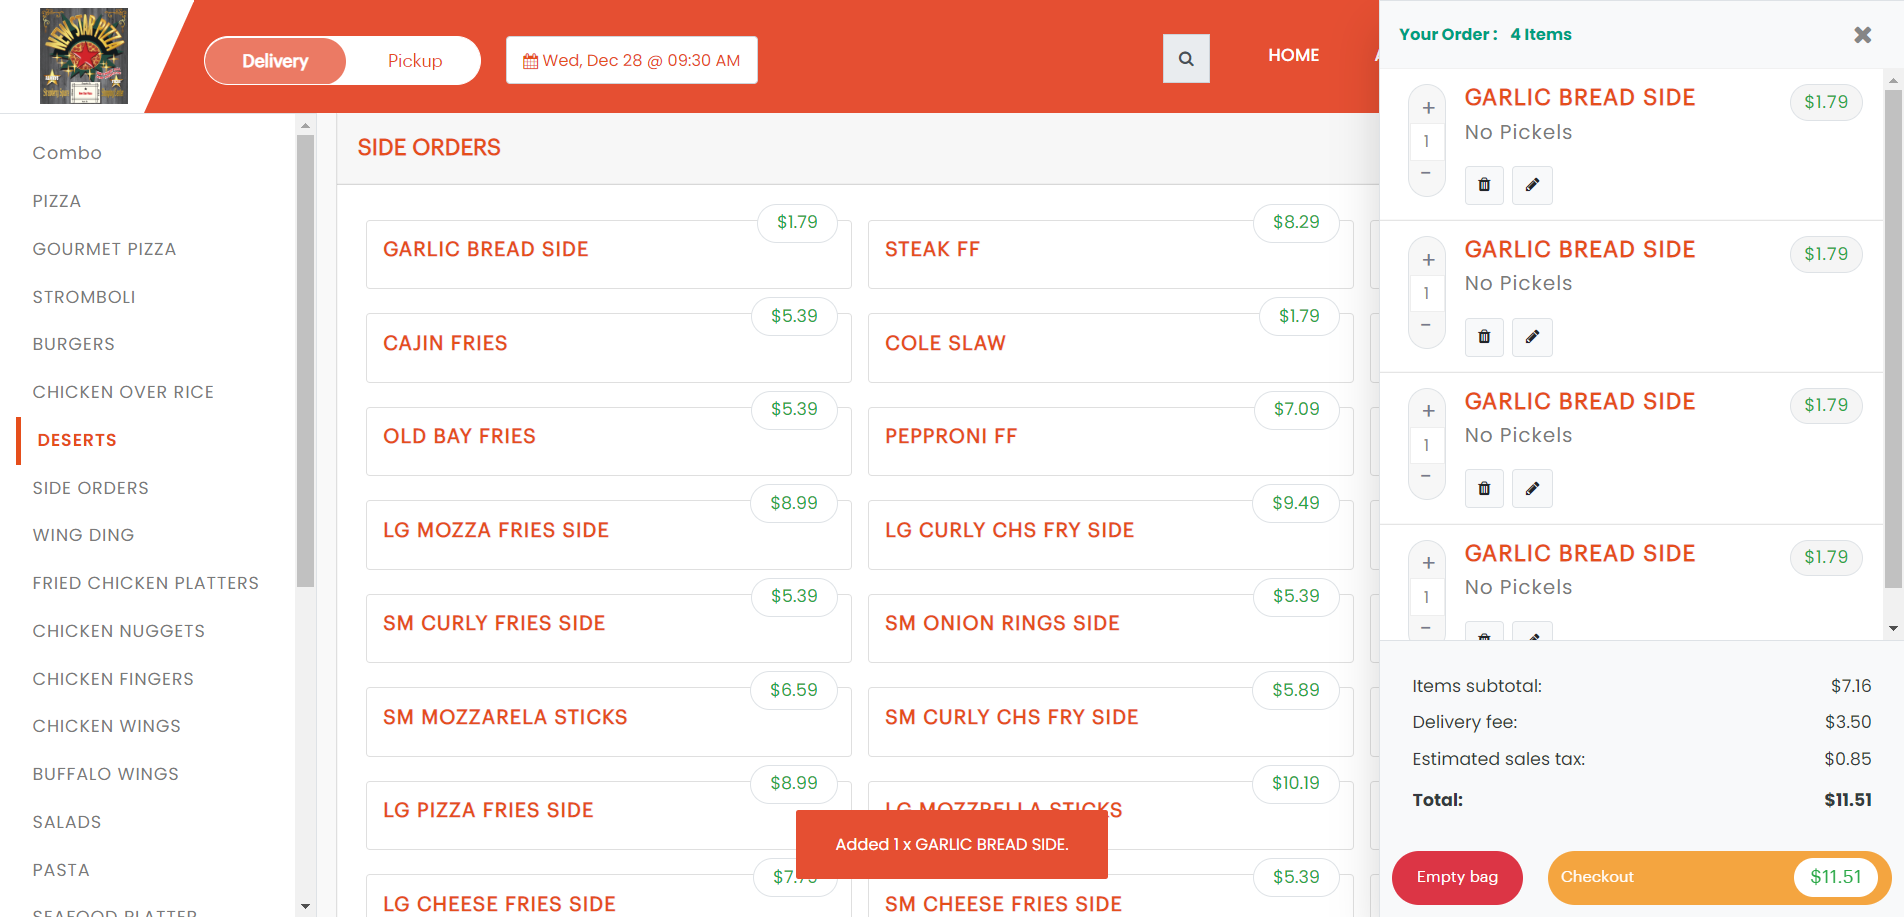 NEW STAR PIZZA
Delivery
Pickup
Wed, Dec 28 @ 09:30 AM
HOME
Combo
PIZZA
GOURMET PIZZA
STROMBOLI
BURGERS
CHICKEN OVER RICE
DESERTS
SIDE ORDERS
WING DING
FRIED CHICKEN PLATTERS
CHICKEN NUGGETS
CHICKEN FINGERS
CHICKEN WINGS
BUFFALO WINGS
SALADS
PASTA
SEAFOOD PLATTER
SIDE ORDERS
$1.79
GARLIC BREAD SIDE
$8.29
STEAK FF
$5.39
CAJIN FRIES
$1.79
COLE SLAW
$5.39
OLD BAY FRIES
$7.09
PEPPRONI FF
$8.99
LG MOZZA FRIES SIDE
$9.49
LG CURLY CHS FRY SIDE
$5.39
SM CURLY FRIES SIDE
$5.39
SM ONION RINGS SIDE
$6.59
SM MOZZARELA STICKS
$5.89
SM CURLY CHS FRY SIDE
$8.99
LG PIZZA FRIES SIDE
$10.19
LG MOZZRELLA STICKS
LG CHEESE FRIES SIDE
$5.39
SM CHEESE FRIES SIDE
Added 1 x GARLIC BREAD SIDE.
Your Order : 4 Items
GARLIC BREAD SIDE
$1.79
No Pickels
+
1
-
GARLIC BREAD SIDE
$1.79
No Pickels
+
1
-
GARLIC BREAD SIDE
$1.79
No Pickels
+
1
-
GARLIC BREAD SIDE
$1.79
No Pickels
+
1
-
Items subtotal: $7.16
Delivery fee: $3.50
Estimated sales tax: $0.85
Total: $11.51
Empty bag
Checkout
$11.51